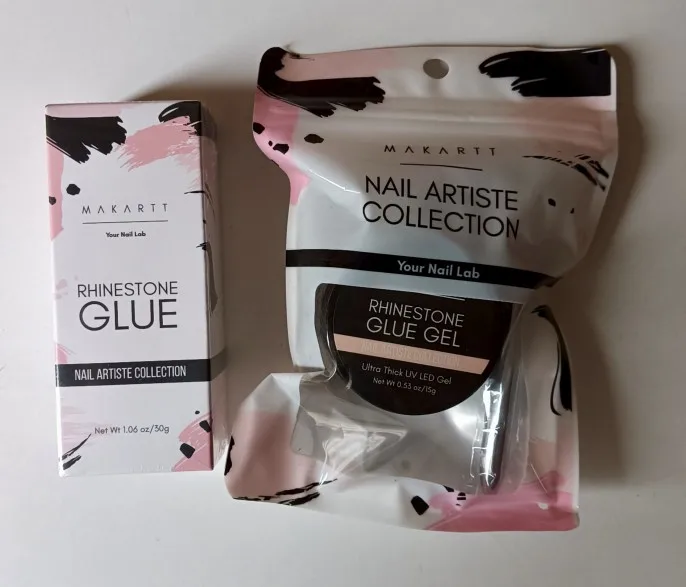 MAKARTT
Your Nail Lab
RHINESTONE
GLUE
NAIL ARTISTE COLLECTION
Net Wt 1.06 oz/30g
MAKARTT
NAIL ARTISTE
COLLECTION
Your Nail Lab
RHINESTONE
GLUE GEL
Ultra Thick UV LED Gel
Net Wt 0.53 oz/15g